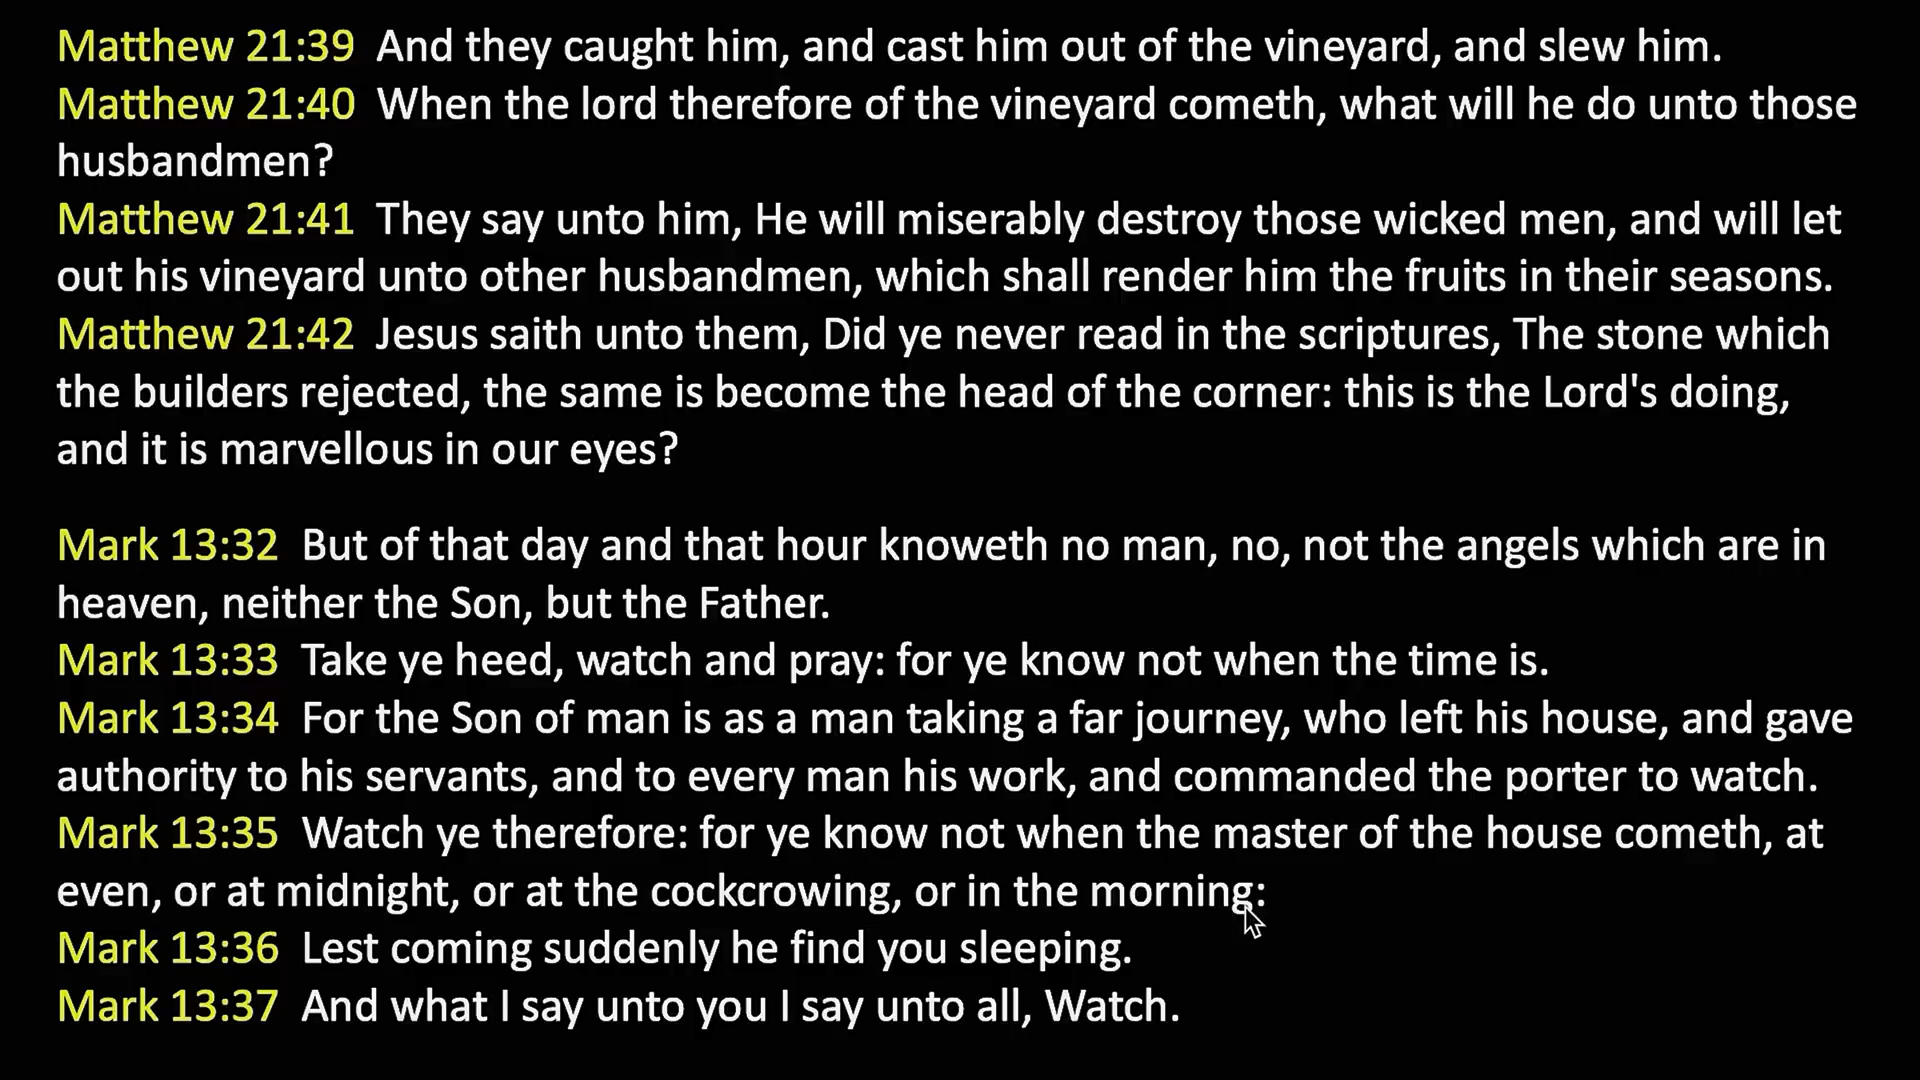 Matthew 21:39 And they caught him, and cast him out of the vineyard, and slew him.
Matthew 21:40 When the lord therefore of the vineyard cometh, what will he do unto those
husbandmen?
Matthew 21:41 They say unto him, He will miserably destroy those wicked men, and will let
out his vineyard unto other husbandmen, which shall render him the fruits in their seasons.
Matthew 21:42 Jesus saith unto them, Did ye never read in the scriptures, The stone which
the builders rejected, the same is become the head of the corner: this is the Lord's doing,
and it is marvellous in our eyes?
Mark 13:32 But of that day and that hour knoweth no man, no, not the angels which are in
heaven, neither the Son, but the Father.
Mark 13:33 Take ye heed, watch and pray: for ye know not when the time is.
Mark 13:34 For the Son of man is as a man taking a far journey, who left his house, and gave
authority to his servants, and to every man his work, and commanded the porter to watch.
Mark 13:35 Watch ye therefore: for ye know not when the master of the house cometh, at
even, or at midnight, or at the cockcrowing, or in the morning:
Mark 13:36 Lest coming suddenly he find you sleeping.
Mark 13:37 And what I say unto you I say unto all, Watch.